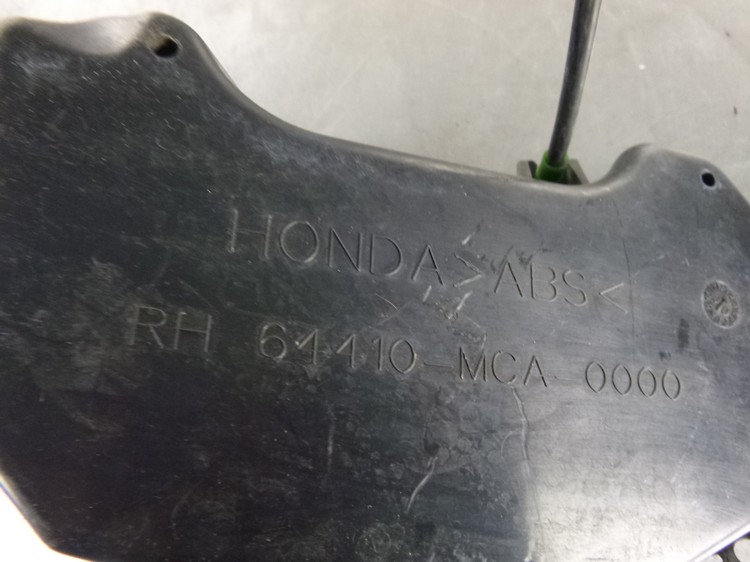 HONDA >ABS<
RH 64410-MCA 0000